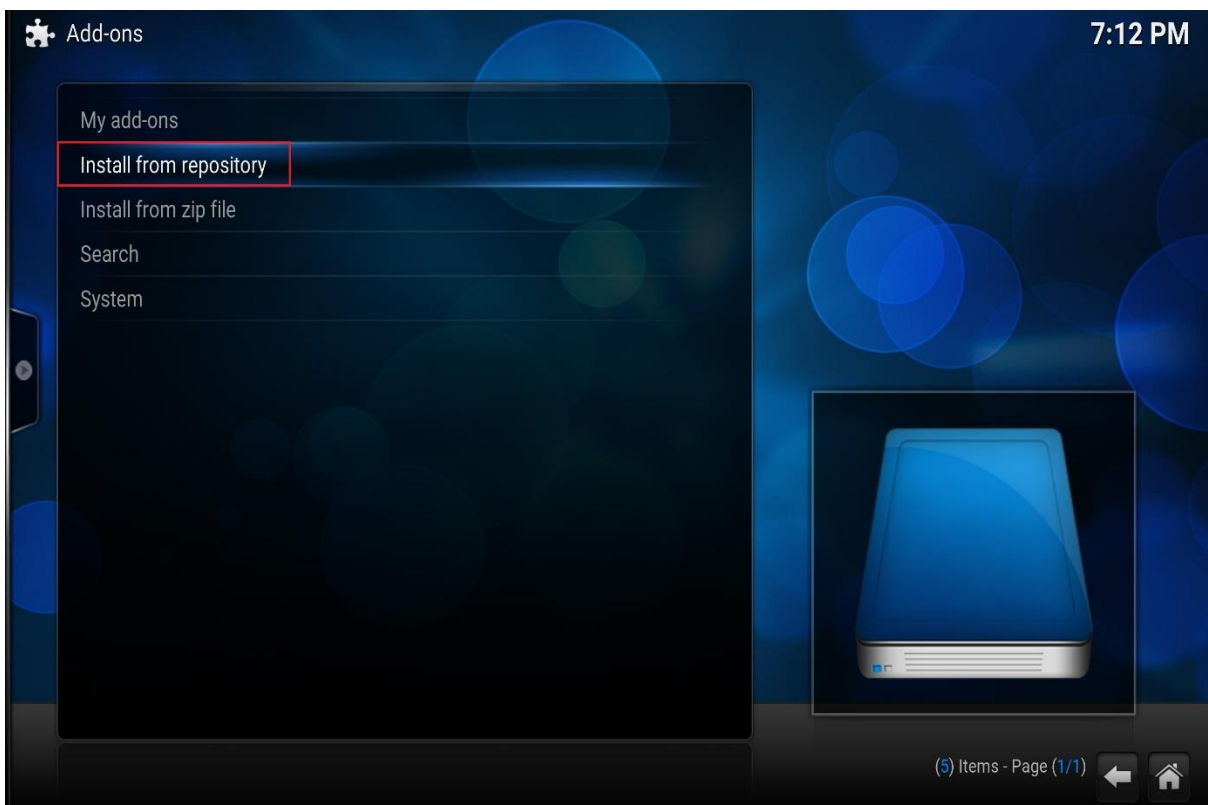 Add-ons
7:12 PM
My add-ons
Install from repository
Install from zip file
Search
System
(5) Items - Page (1/1)